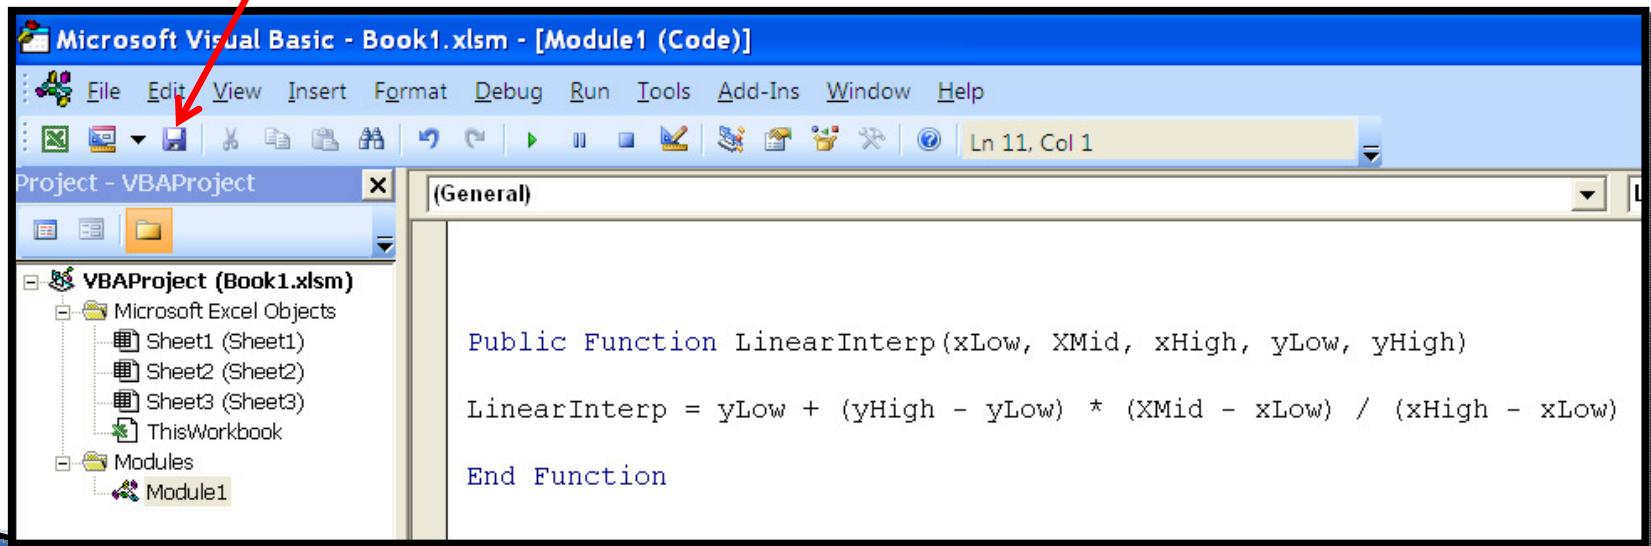 Microsoft Visual Basic - Book1.xlsm - [Module1 (Code)]
File Edit View Insert Format Debug Run Tools Add-Ins Window Help
Ln 11, Col 1
Project - VBAProject
(General)
VBAProject (Book1.xlsm)
Microsoft Excel Objects
Sheet1 (Sheet1)
Sheet2 (Sheet2)
Sheet3 (Sheet3)
ThisWorkbook
Modules
Module1
Public Function LinearInterp(xLow, XMid, xHigh, yLow, yHigh)
LinearInterp = yLow + (yHigh - yLow) * (XMid - xLow) / (xHigh - xLow)
End Function